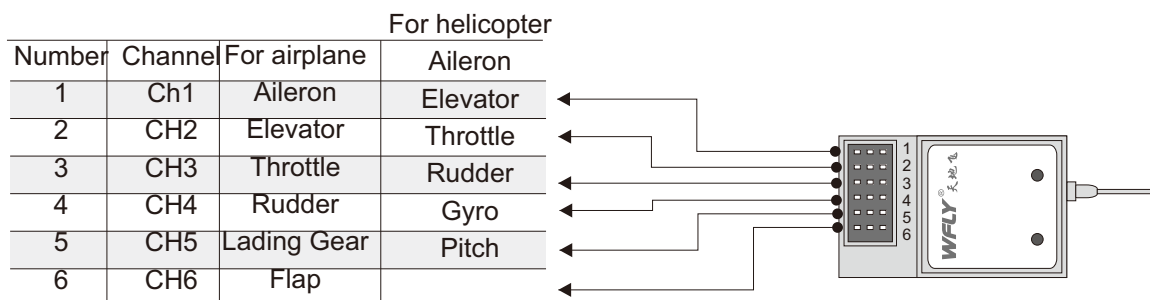 For helicopter
Number Channel For airplane Aileron
1 Ch1 Aileron Elevator
2 CH2 Elevator Throttle
3 CH3 Throttle Rudder
4 CH4 Rudder Gyro
5 CH5 Lading Gear Pitch
6 CH6 Flap
1
2
3
4
5
6
WFLY® 天地飞